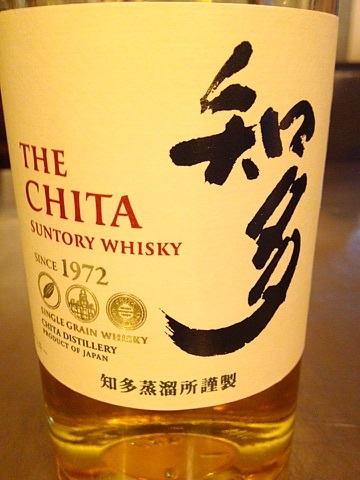 知多
THE
CHITA
SUNTORY WHISKY
SINCE 1972
SINGLE GRAIN WHISKY
CHITA DISTILLERY
PRODUCT OF JAPAN
知多蒸溜所謹製